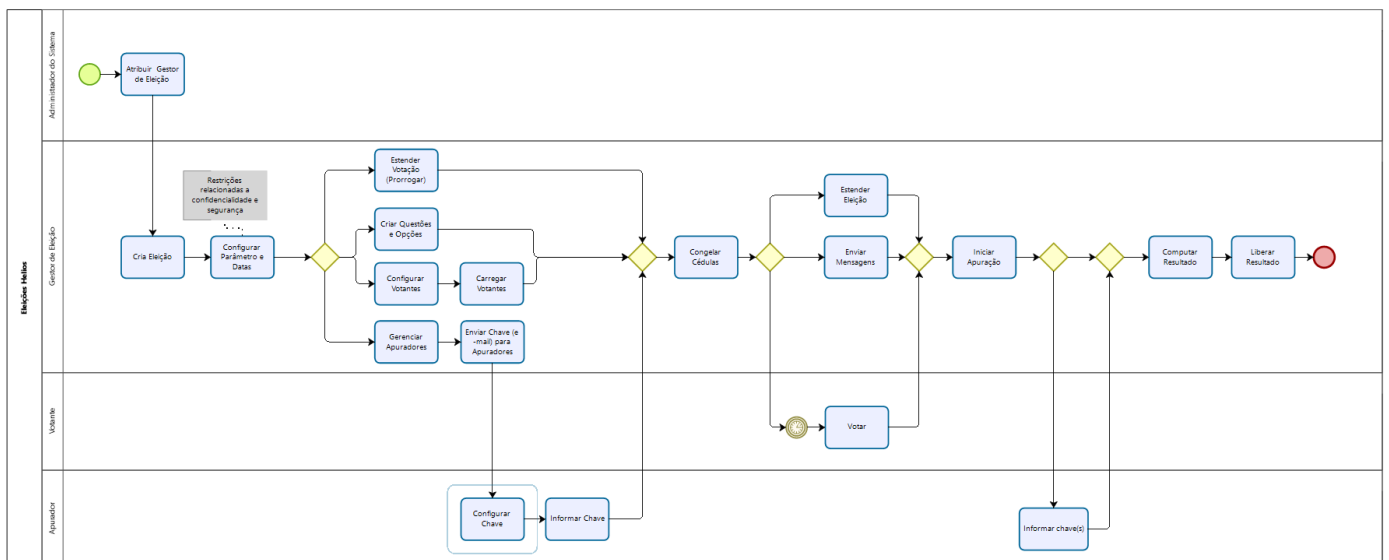 Eleições Helios
Administrador do Sistema
Atribuir Gestor
de Eleição
Gestor de Eleição
Cria Eleição
Restrições
relacionadas a
confidencialidade e
segurança
Configurar
Parâmetro e
Datas
Estender
Votação
(Prorrogar)
Criar Questões
e Opções
Configurar
Votantes
Carregar
Votantes
Gerenciar
Apuradores
Enviar Chave (e
-mail) para
Apuradores
Congelar
Cédulas
Estender
Eleição
Enviar
Mensagens
Iniciar
Apuração
Computar
Resultado
Liberar
Resultado
Votante
Votar
Apurador
Configurar
Chave
Informar Chave
Informar chave(s)